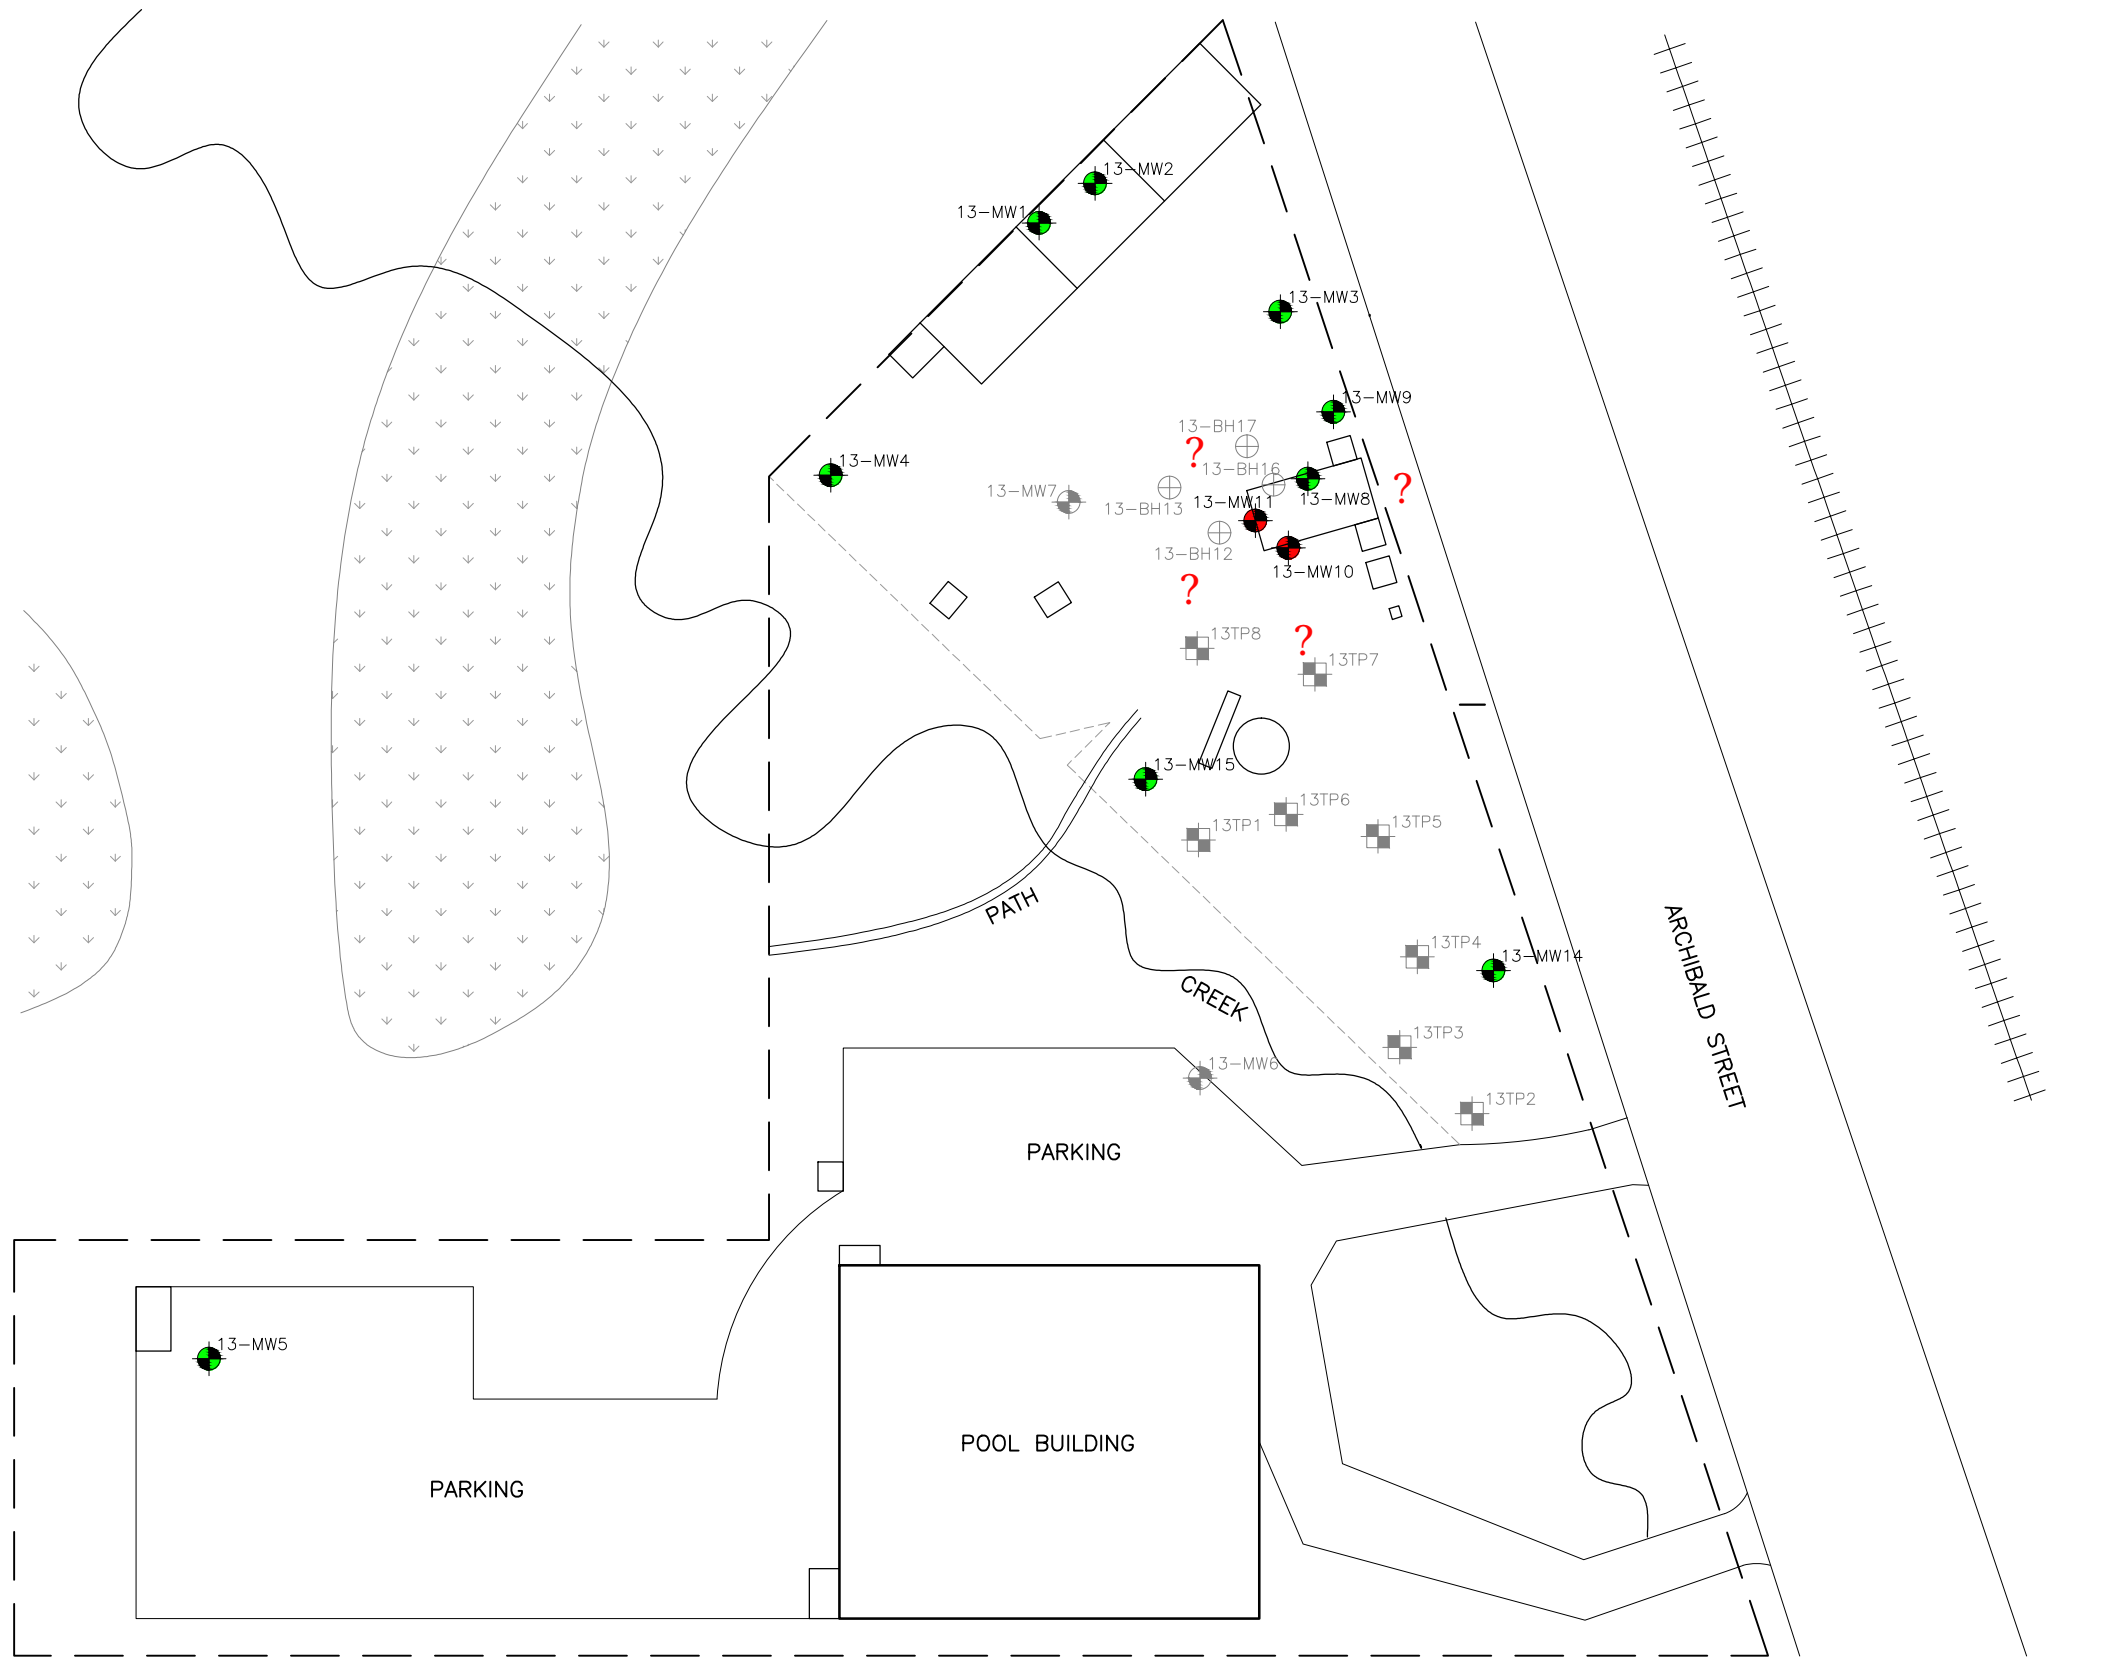 13-MW2
13-MW1
13-MW3
13-MW9
13-BH17
?
13-MW4
13-BH16
13-MW7
?
13-MW8
13-MW11
13-BH13
13-BH12
13-MW10
?
13TP8
?
13TP7
13-MW15
13TP6
13TP1
13TP5
PATH
ARCHIBALD STREET
13TP4
13-MW14
CREEK
13TP3
13-MW6
13TP2
PARKING
13-MW5
POOL BUILDING
PARKING